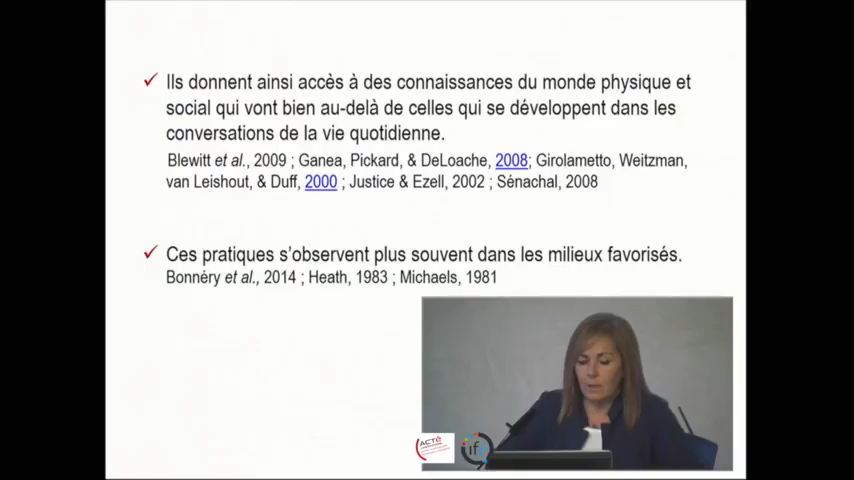 Ils donnent ainsi accès à des connaissances du monde physique et
social qui vont bien au-delà de celles qui se développent dans les
conversations de la vie quotidienne.
Blewitt et al., 2009 ; Ganea, Pickard, & DeLoache, 2008; Girolametto, Weitzman,
van Leishout, & Duff, 2000 ; Justice & Ezell, 2002 ; Sénachal, 2008
Ces pratiques s’observent plus souvent dans les milieux favorisés.
Bonnéry et al., 2014 ; Heath, 1983 ; Michaels, 1981
ACTé